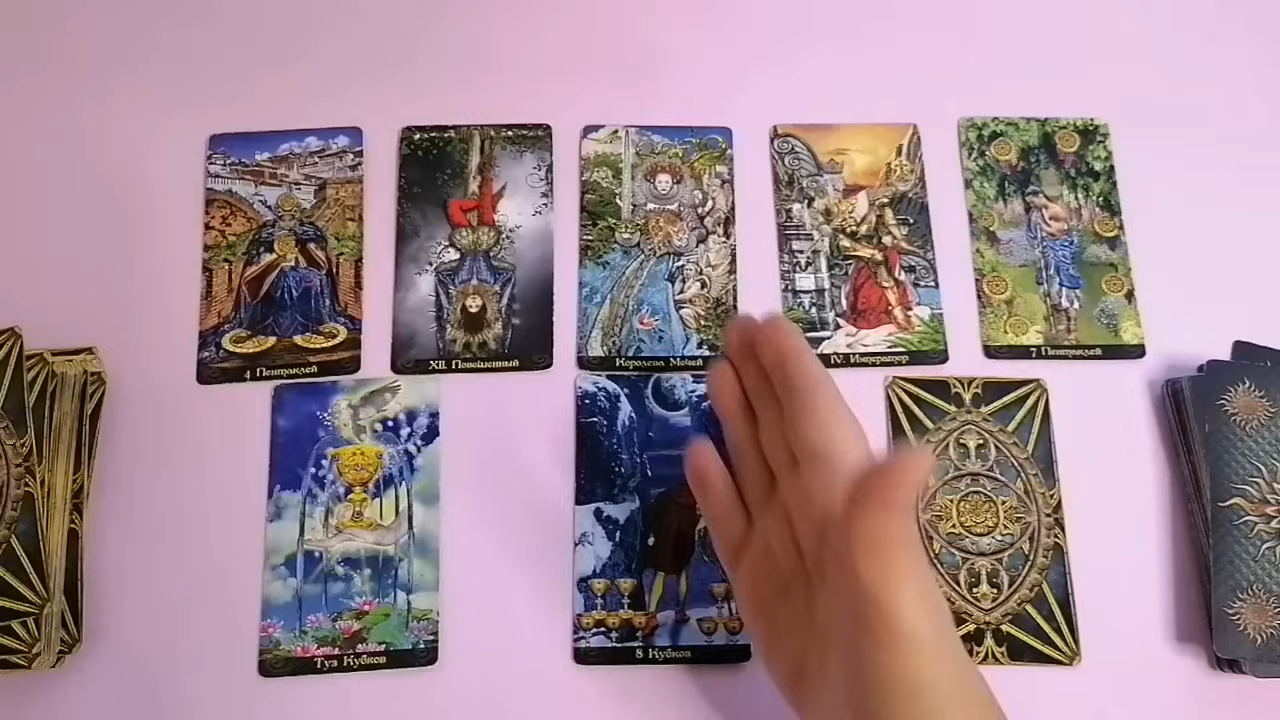 4 Пентаклей
XII. Повешенный
Королева Мечей
IV. Император
7 Пентаклей
Туз Кубков
8 Кубков